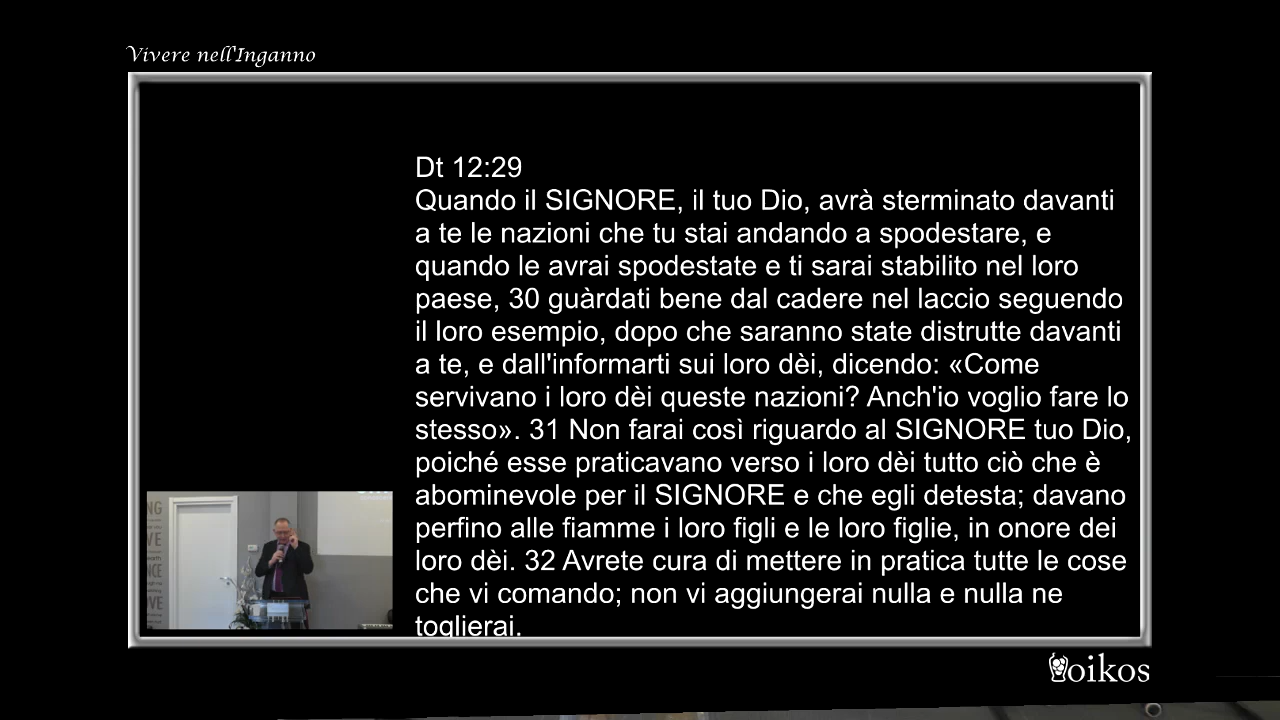 Vivere nell'Inganno
Dt 12:29
Quando il SIGNORE, il tuo Dio, avrà sterminato davanti
a te le nazioni che tu stai andando a spodestare, e
quando le avrai spodestate e ti sarai stabilito nel loro
paese, 30 guàrdati bene dal cadere nel laccio seguendo
il loro esempio, dopo che saranno state distrutte davanti
a te, e dall'informarti sui loro dèi, dicendo: «Come
servivano i loro dèi queste nazioni? Anch'io voglio fare lo
stesso». 31 Non farai così riguardo al SIGNORE tuo Dio,
poiché esse praticavano verso i loro dèi tutto ciò che è
abominevole per il SIGNORE e che egli detesta; davano
perfino alle fiamme i loro figli e le loro figlie, in onore dei
loro dèi. 32 Avrete cura di mettere in pratica tutte le cose
che vi comando; non vi aggiungerai nulla e nulla ne
toglierai.
oikos